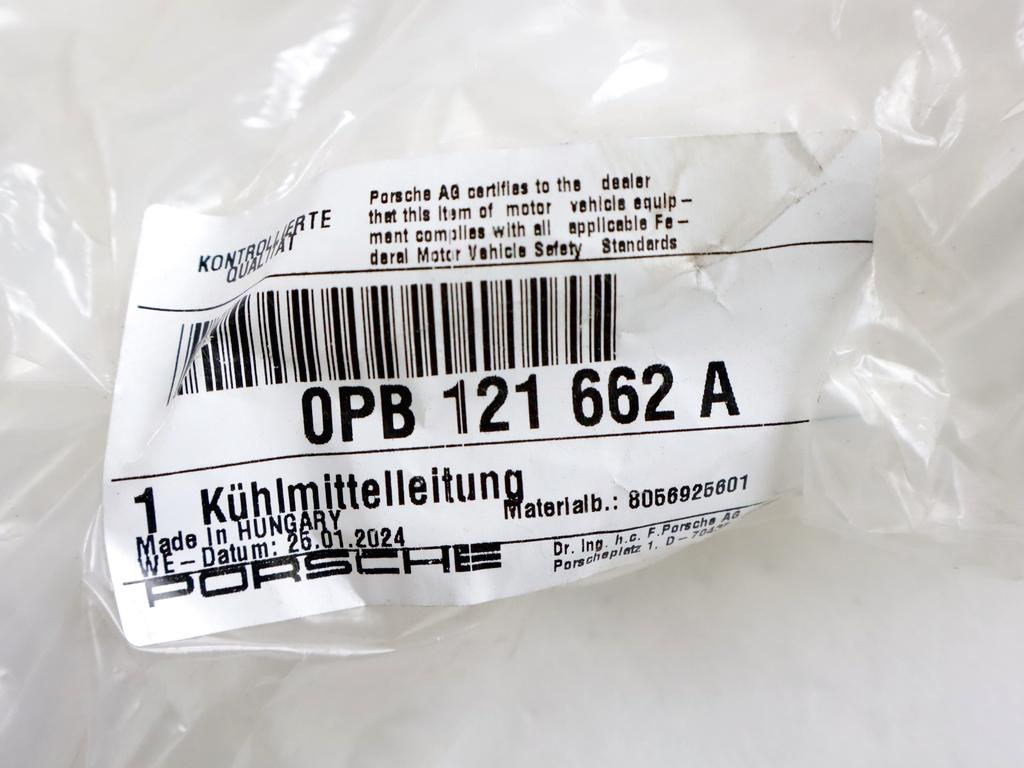 KONTROLLIERTE
QUALITÄT
Porsche AG certifies to the dealer
that this item of motor vehicle equip-
ment complies with all applicable Fe-
deral Motor Vehicle Safety Standards
0PB 121 662 A
1 Kühlmittelleitung
Materialb.: 8056925601
Made in HUNGARY
WE-Datum: 26.01.2024
PORSCHE
Dr. Ing. h.c. F.Porsche AG
Porscheplatz 1, D-